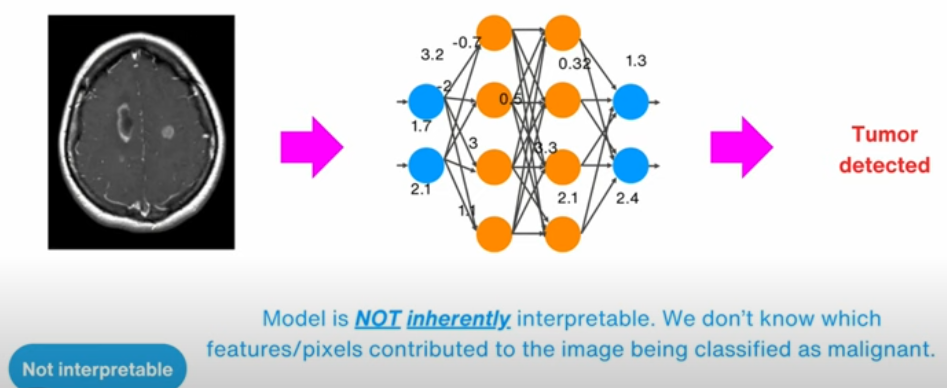 3.2
-0.7
-2
1.7
2.1
3
1.1
0.5
3.3
0.32
2.1
1.3
2.4
Tumor
detected
Model is NOT inherently interpretable. We don't know which
features/pixels contributed to the image being classified as malignant.
Not interpretable